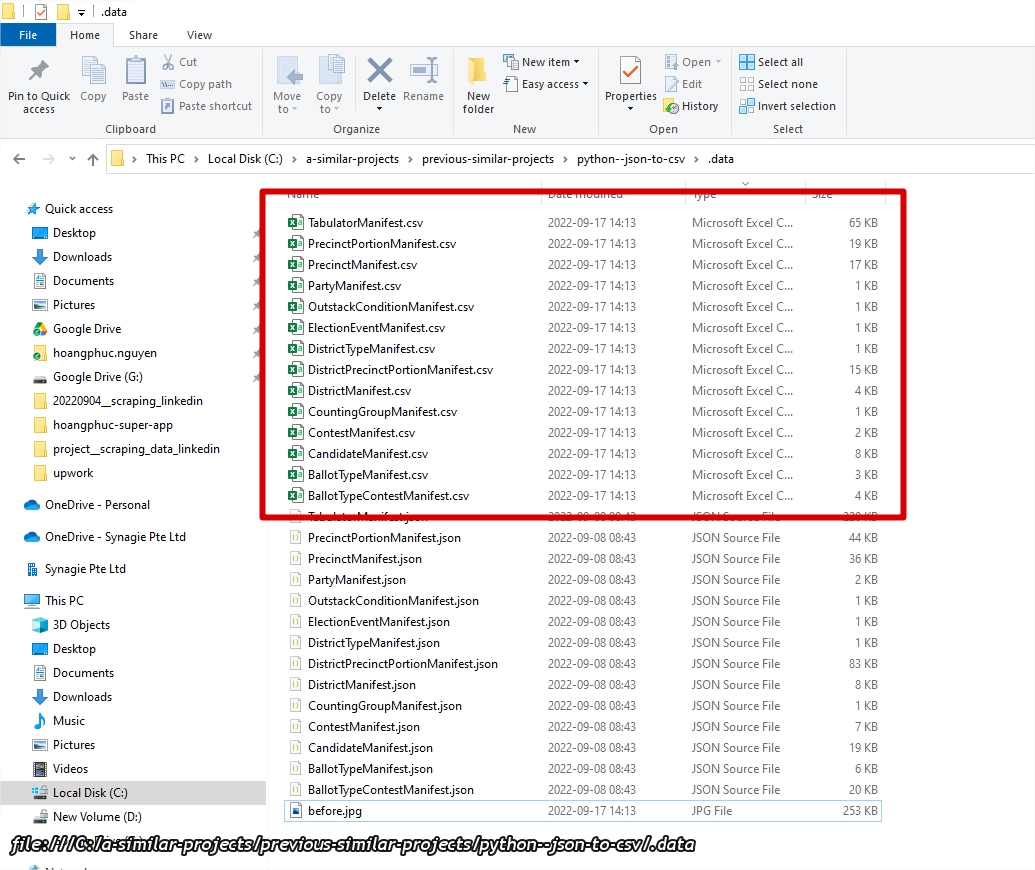 .data
File Home Share View
Pin to Quick access
Copy
Paste
Cut
Copy path
Paste shortcut
Clipboard
Move to
Copy to
Delete
Rename
Organize
New folder
New item
Easy access
New
Properties
Open
Edit
History
Open
Select all
Select none
Invert selection
Select
This PC Local Disk (C:) a-similar-projects previous-similar-projects python--json-to-csv .data
Quick access
Desktop
Downloads
Documents
Pictures
Google Drive
hoangphuc.nguyen
Google Drive (G:)
20220904__scraping_linkedin
hoangphuc-super-app
project__scraping_data_linkedin
upwork
OneDrive - Personal
OneDrive - Synagie Pte Ltd
Synagie Pte Ltd
This PC
3D Objects
Desktop
Documents
Downloads
Music
Pictures
Videos
Local Disk (C:)
New Volume (D:)
Name Date modified Type Size
TabulatorManifest.csv 2022-09-17 14:13 Microsoft Excel C... 65 KB
PrecinctPortionManifest.csv 2022-09-17 14:13 Microsoft Excel C... 19 KB
PrecinctManifest.csv 2022-09-17 14:13 Microsoft Excel C... 17 KB
PartyManifest.csv 2022-09-17 14:13 Microsoft Excel C... 1 KB
OutstackConditionManifest.csv 2022-09-17 14:13 Microsoft Excel C... 1 KB
ElectionEventManifest.csv 2022-09-17 14:13 Microsoft Excel C... 1 KB
DistrictTypeManifest.csv 2022-09-17 14:13 Microsoft Excel C... 1 KB
DistrictPrecinctPortionManifest.csv 2022-09-17 14:13 Microsoft Excel C... 15 KB
DistrictManifest.csv 2022-09-17 14:13 Microsoft Excel C... 4 KB
CountingGroupManifest.csv 2022-09-17 14:13 Microsoft Excel C... 1 KB
ContestManifest.csv 2022-09-17 14:13 Microsoft Excel C... 2 KB
CandidateManifest.csv 2022-09-17 14:13 Microsoft Excel C... 8 KB
BallotTypeManifest.csv 2022-09-17 14:13 Microsoft Excel C... 3 KB
BallotTypeContestManifest.csv 2022-09-17 14:13 Microsoft Excel C... 4 KB
TabulatorManifest.json 2022-09-08 08:43 JSON Source File 220 KB
PrecinctPortionManifest.json 2022-09-08 08:43 JSON Source File 44 KB
PrecinctManifest.json 2022-09-08 08:43 JSON Source File 36 KB
PartyManifest.json 2022-09-08 08:43 JSON Source File 2 KB
OutstackConditionManifest.json 2022-09-08 08:43 JSON Source File 1 KB
ElectionEventManifest.json 2022-09-08 08:43 JSON Source File 1 KB
DistrictTypeManifest.json 2022-09-08 08:43 JSON Source File 1 KB
DistrictPrecinctPortionManifest.json 2022-09-08 08:43 JSON Source File 83 KB
DistrictManifest.json 2022-09-08 08:43 JSON Source File 8 KB
CountingGroupManifest.json 2022-09-08 08:43 JSON Source File 1 KB
ContestManifest.json 2022-09-08 08:43 JSON Source File 7 KB
CandidateManifest.json 2022-09-08 08:43 JSON Source File 19 KB
BallotTypeManifest.json 2022-09-08 08:43 JSON Source File 6 KB
BallotTypeContestManifest.json 2022-09-08 08:43 JSON Source File 20 KB
before.jpg 2022-09-17 14:13 JPG File 253 KB
file:///C:/a-similar-projects/previous-similar-projects/python--json-to-csv/.data